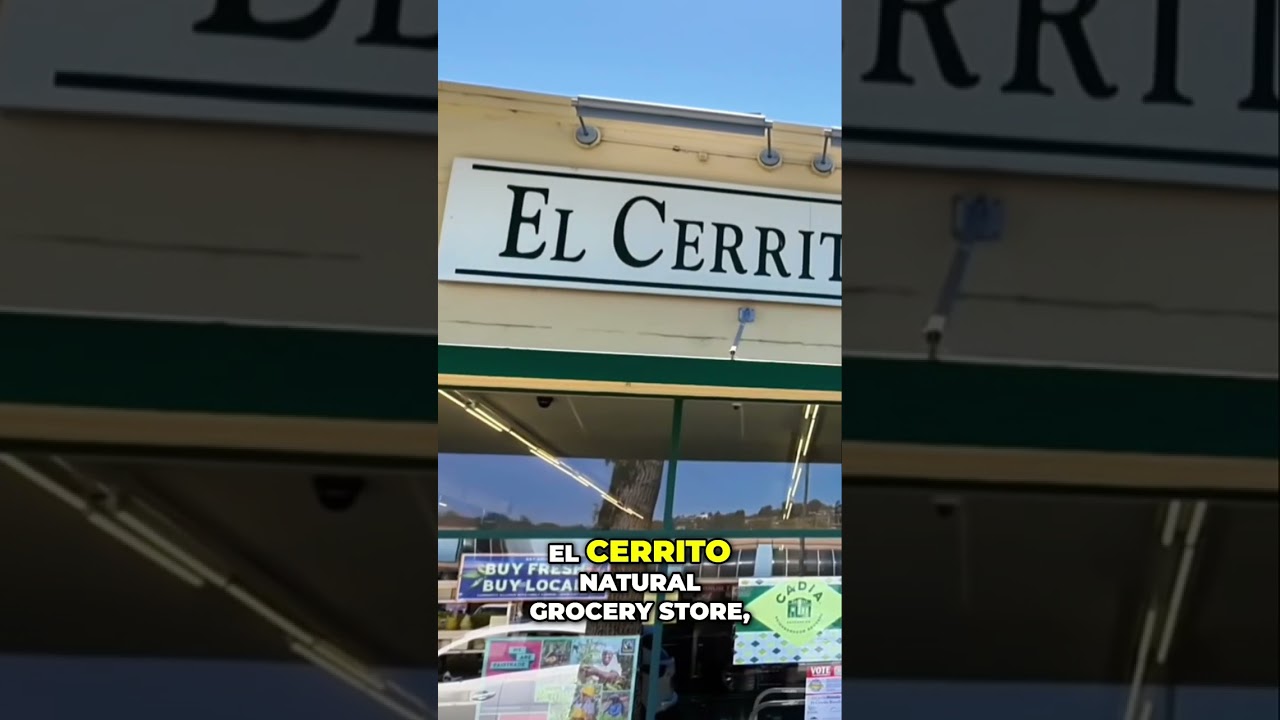 EL CERRIT
EL CERRITO
NATURAL
GROCERY STORE,
BUY FRESH
BUY LOCAL
CADIA
VOTE